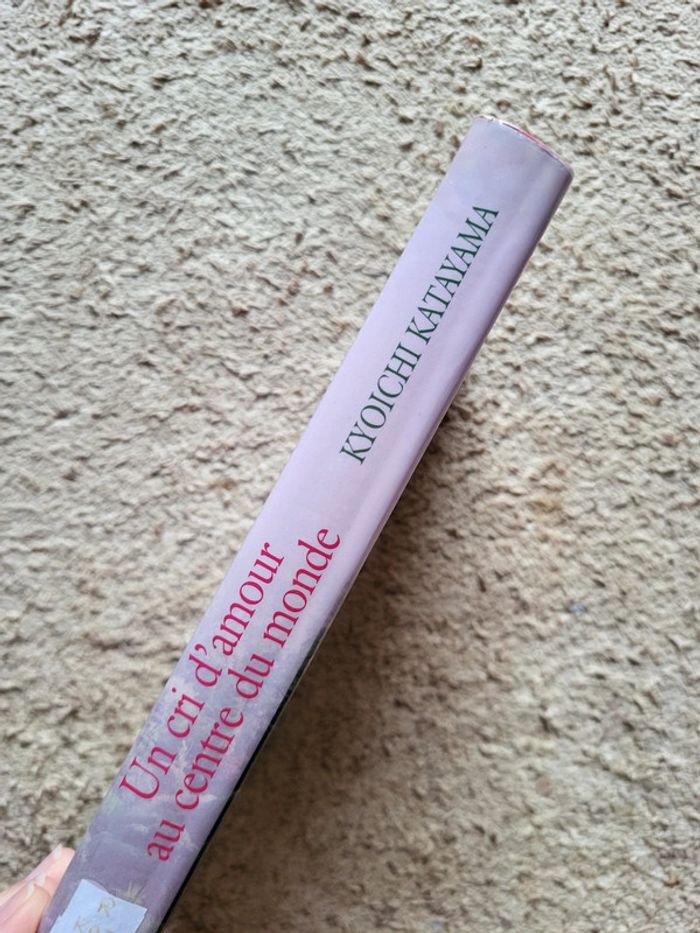 KYOICHI KATAYAMA
Un cri d'amour
au centre du monde
R